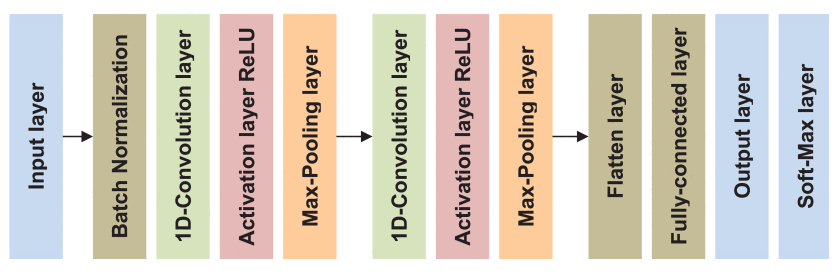 Input layer
Batch Normalization
1D-Convolution layer
Activation layer ReLU
Max-Pooling layer
1D-Convolution layer
Activation layer ReLU
Max-Pooling layer
Flatten layer
Fully-connected layer
Output layer
Soft-Max layer